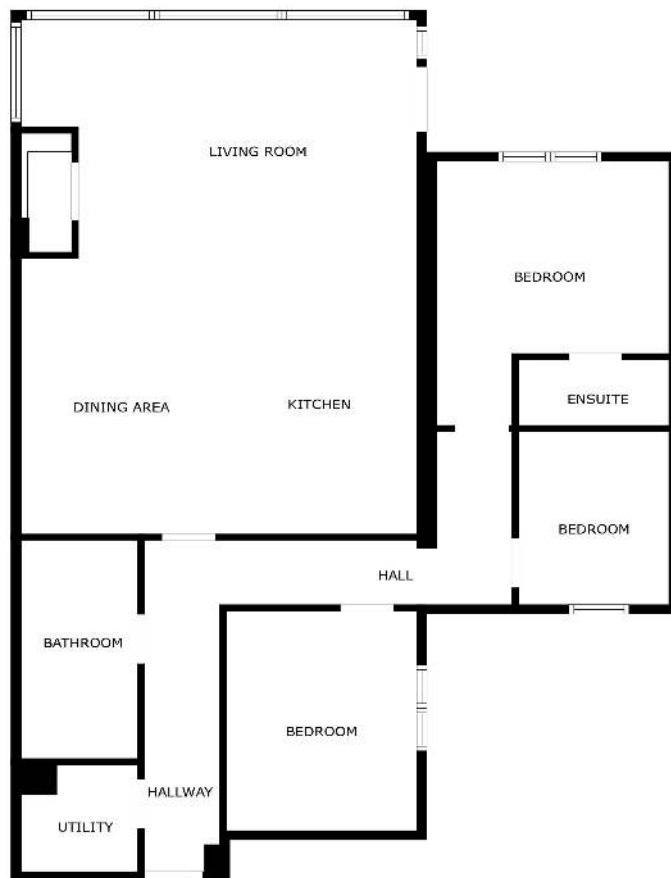 LIVING ROOM
BEDROOM
DINING AREA
KITCHEN
ENSUITE
BEDROOM
HALL
BATHROOM
BEDROOM
HALLWAY
UTILITY